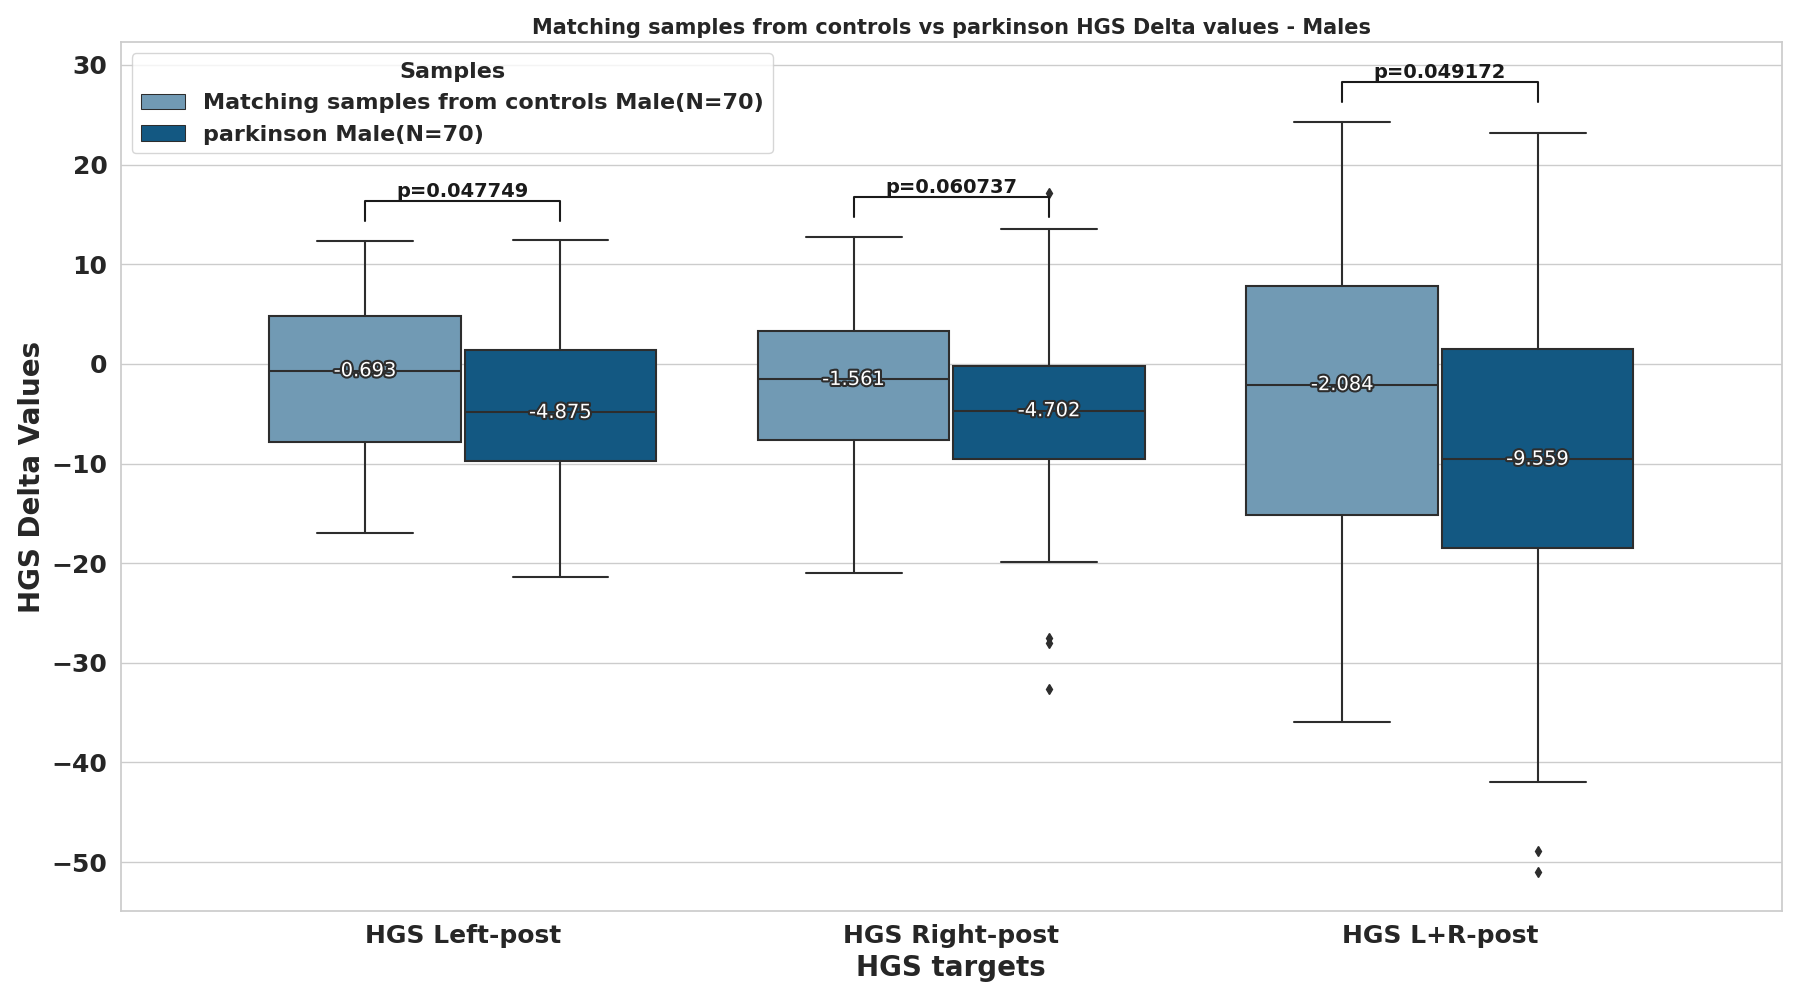 Matching samples from controls vs parkinson HGS Delta values - Males
Samples
Matching samples from controls Male(N=70)
parkinson Male(N=70)
HGS Delta Values
30
20
10
0
−10
−20
−30
−40
−50
p=0.047749
p=0.060737
p=0.049172
-0.693
-4.875
-1.561
-4.702
-2.084
-9.559
HGS Left-post
HGS Right-post
HGS L+R-post
HGS targets